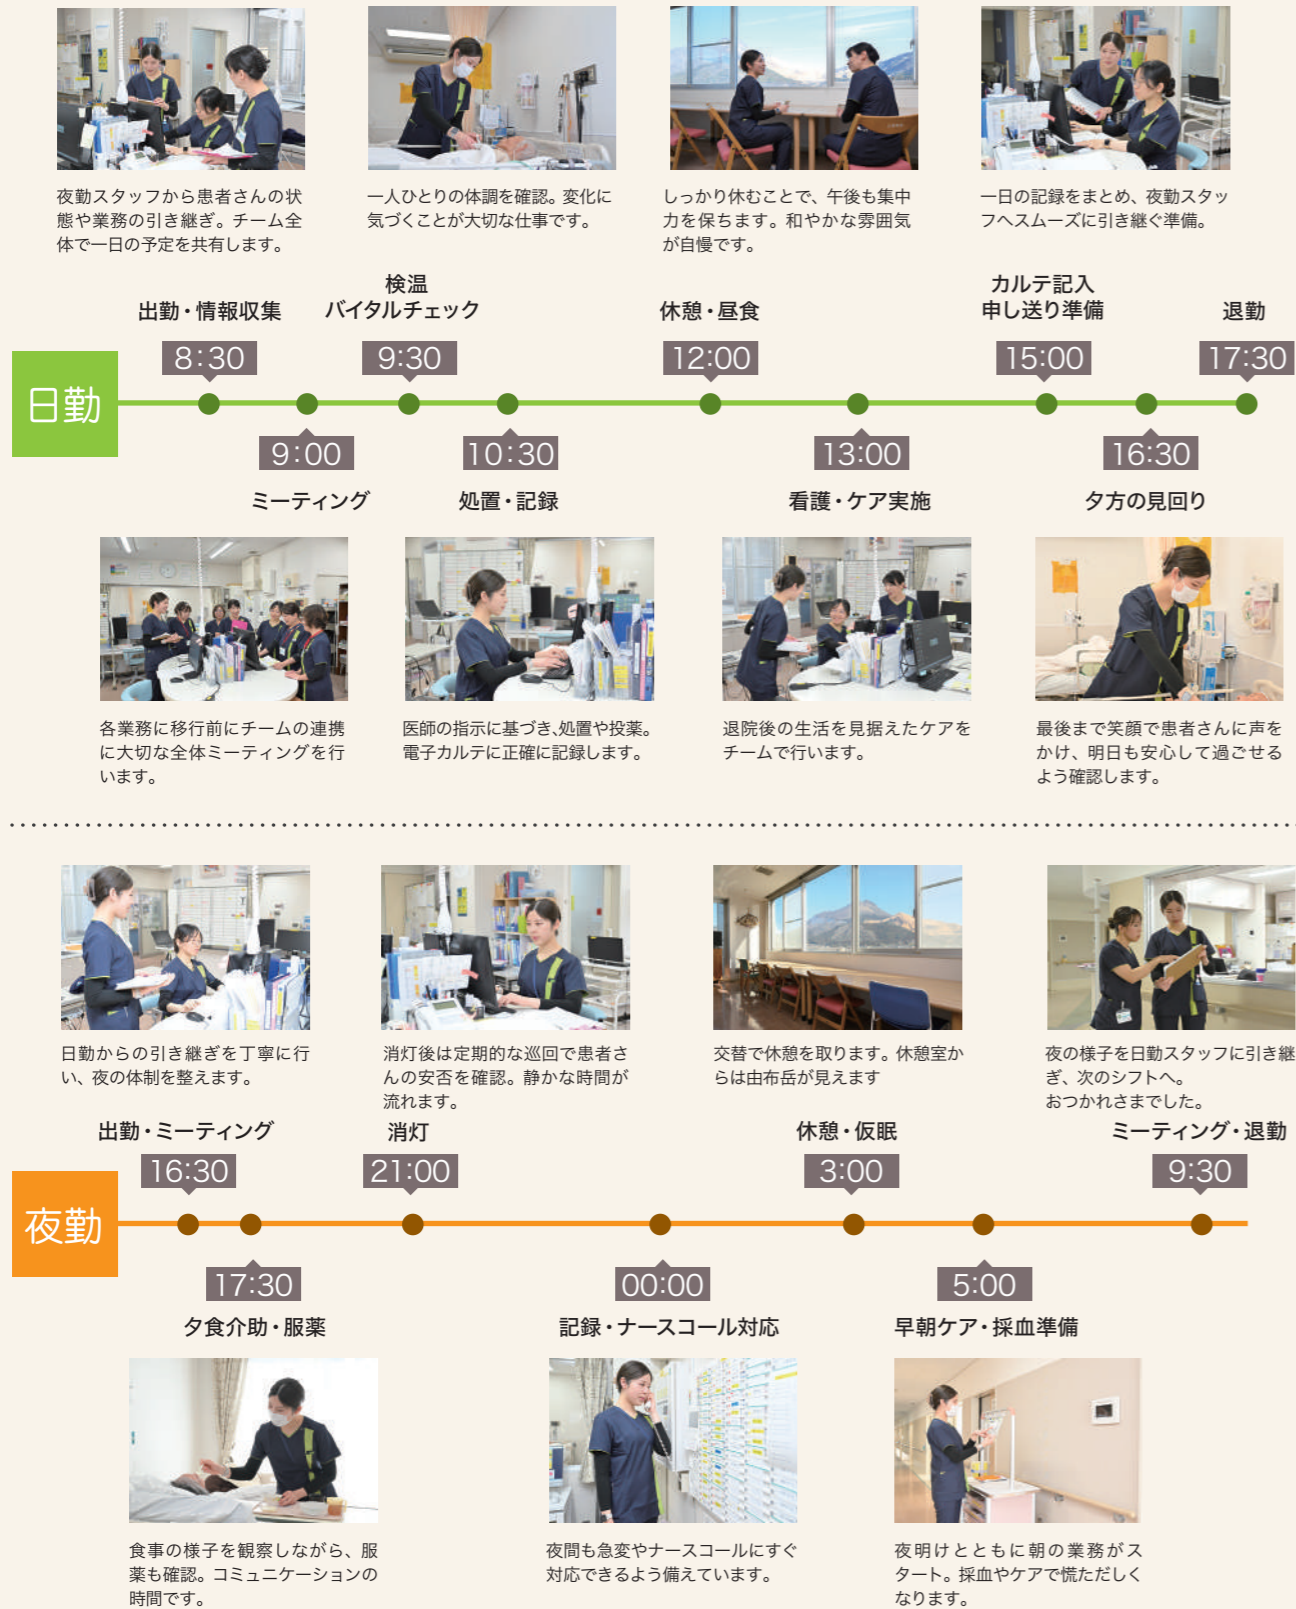 夜勤スタッフから患者さんの状
態や業務の引き継ぎ。チーム全
体で一日の予定を共有します。
一人ひとりの体調を確認。変化に
気づくことが大切な仕事です。
しっかり休むことで、午後も集中
力を保ちます。和やかな雰囲気
が自慢です。
一日の記録をまとめ、夜勤スタッ
フへスムーズに引き継ぐ準備。
出勤・情報収集
検温
バイタルチェック
休憩・昼食
カルテ記入
申し送り準備
退勤
8:30
9:30
12:00
15:00
17:30
日勤
9:00
10:30
13:00
16:30
ミーティング
処置・記録
看護・ケア実施
夕方の見回り
各業務に移行前にチームの連携
に大切な全体ミーティングを行
います。
医師の指示に基づき、処置や投薬。
電子カルテに正確に記録します。
退院後の生活を見据えたケアを
チームで行います。
最後まで笑顔で患者さんに声を
かけ、明日も安心して過ごせる
よう確認します。
日勤からの引き継ぎを丁寧に行
い、夜の体制を整えます。
消灯後は定期的な巡回で患者さ
んの安否を確認。静かな時間が
流れます。
交替で休憩を取ります。休憩室か
らは由布岳が見えます
夜の様子を日勤スタッフに引き継
ぎ、次のシフトへ。
おつかれさまでした。
出勤・ミーティング
消灯
休憩・仮眠
ミーティング・退勤
16:30
21:00
3:00
9:30
夜勤
17:30
00:00
5:00
夕食介助・服薬
記録・ナースコール対応
早朝ケア・採血準備
食事の様子を観察しながら、服
薬も確認。コミュニケーションの
時間です。
夜間も急変やナースコールにすぐ
対応できるよう備えています。
夜明けとともに朝の業務がス
タート。採血やケアで慌ただしく
なります。